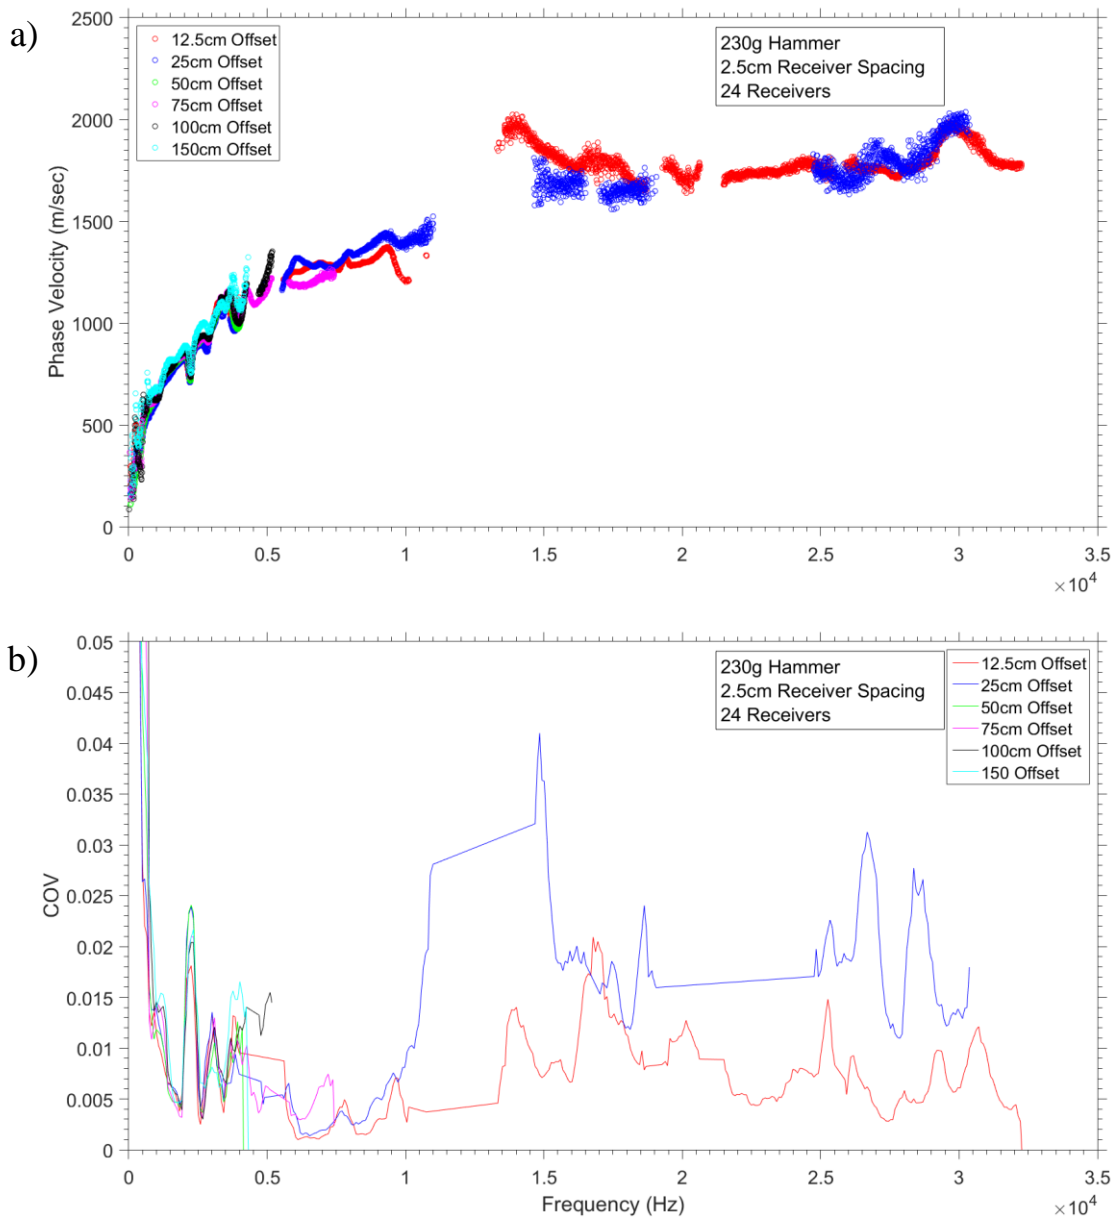 a)
2500
2000
1500
1000
500
0
Phase Velocity (m/sec)
12.5cm Offset
25cm Offset
50cm Offset
75cm Offset
100cm Offset
150cm Offset
230g Hammer
2.5cm Receiver Spacing
24 Receivers
0 0.5 1 1.5 2 2.5 3 3.5
×10⁴
b)
0.05
0.045
0.04
0.035
0.03
0.025
0.02
0.015
0.01
0.005
0
COV
230g Hammer
2.5cm Receiver Spacing
24 Receivers
12.5cm Offset
25cm Offset
50cm Offset
75cm Offset
100cm Offset
150 Offset
0 0.5 1 1.5 2 2.5 3 3.5
Frequency (Hz)
×10⁴